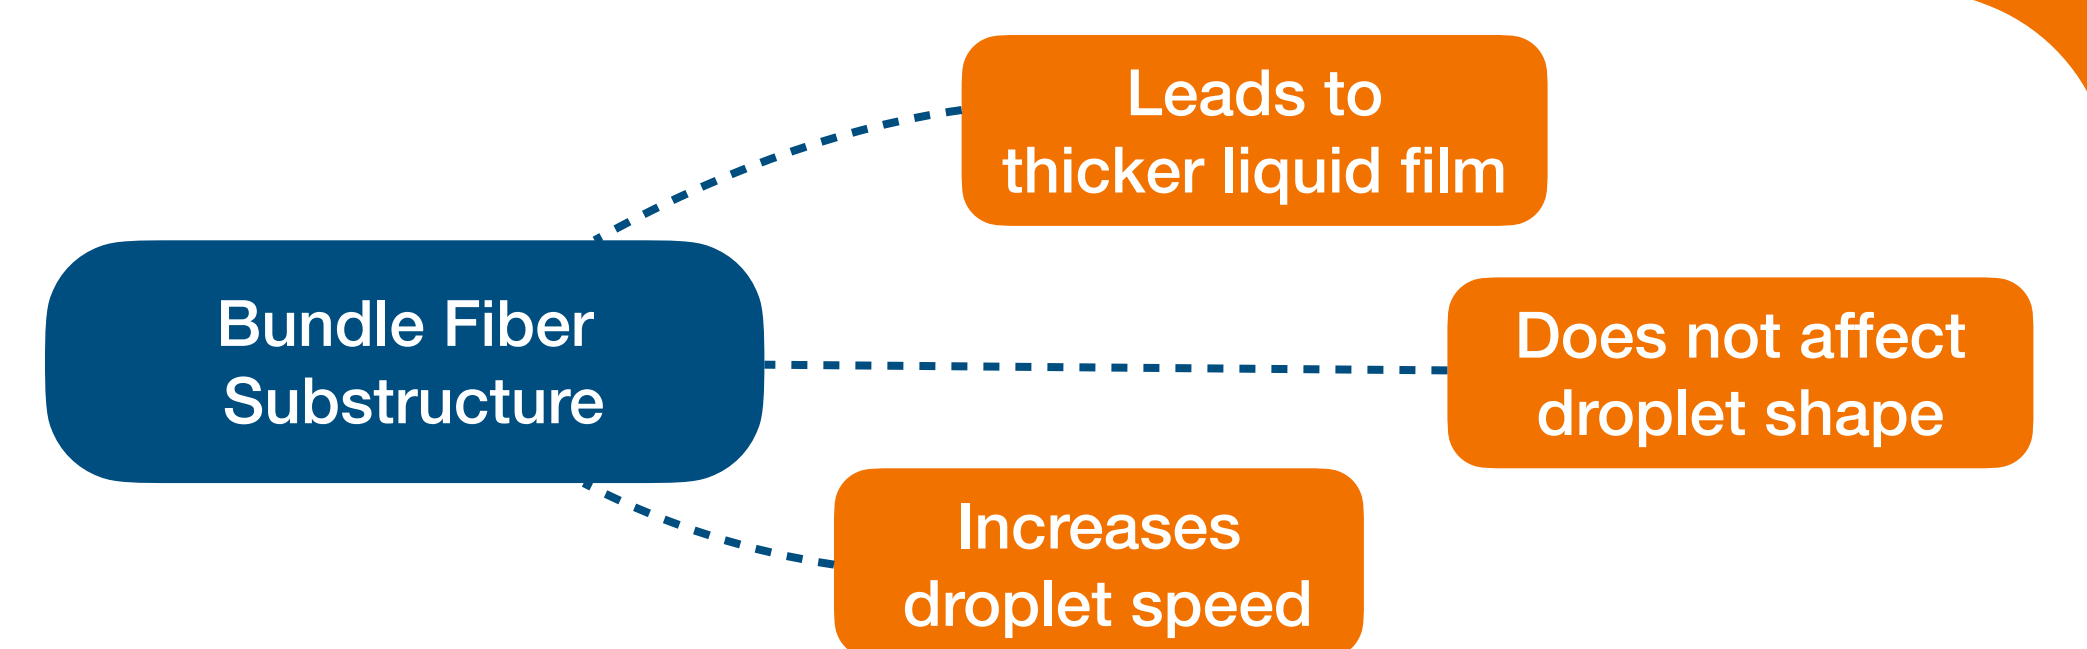 Leads to
thicker liquid film
Bundle Fiber
Substructure
Does not affect
droplet shape
Increases
droplet speed